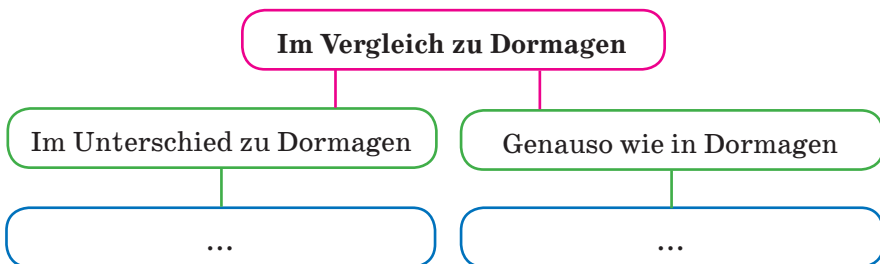 Im Vergleich zu Dormagen
Im Unterschied zu Dormagen
Genauso wie in Dormagen
...
...